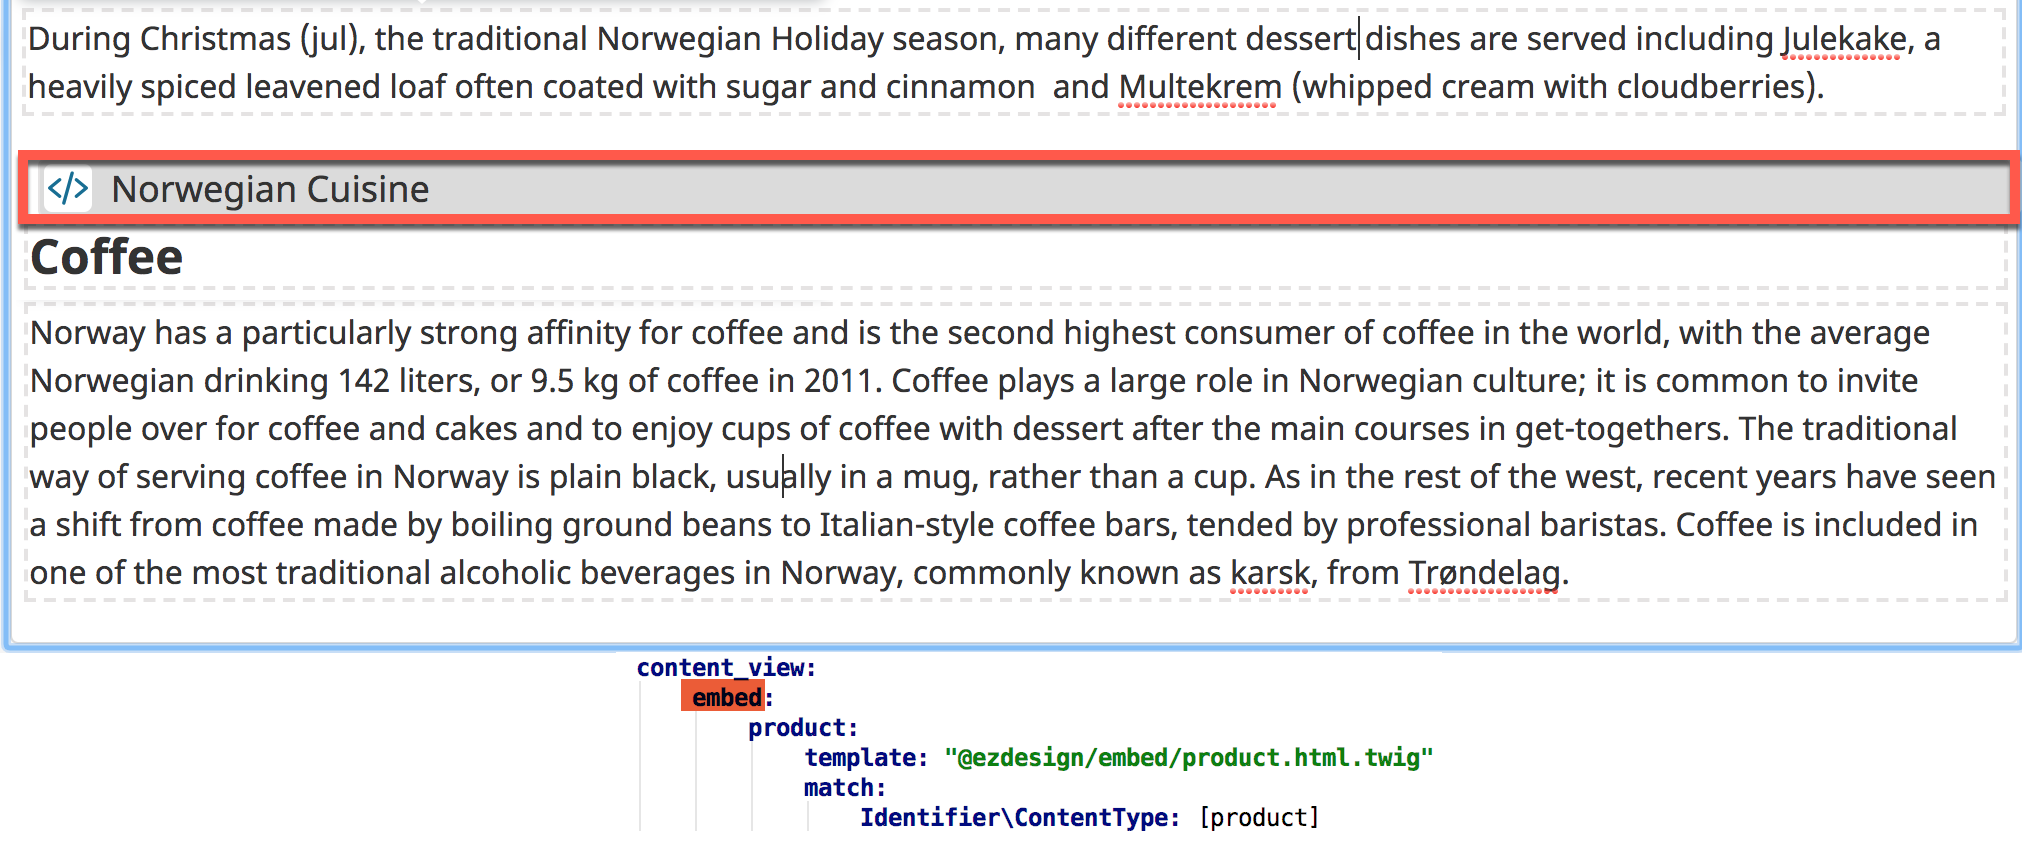 During Christmas (jul), the traditional Norwegian Holiday season, many different dessert dishes are served including Julekake, a
heavily spiced leavened loaf often coated with sugar and cinnamon  and Multekrem (whipped cream with cloudberries).
</> Norwegian Cuisine
Coffee
Norway has a particularly strong affinity for coffee and is the second highest consumer of coffee in the world, with the average
Norwegian drinking 142 liters, or 9.5 kg of coffee in 2011. Coffee plays a large role in Norwegian culture; it is common to invite
people over for coffee and cakes and to enjoy cups of coffee with dessert after the main courses in get-togethers. The traditional
way of serving coffee in Norway is plain black, usually in a mug, rather than a cup. As in the rest of the west, recent years have seen
a shift from coffee made by boiling ground beans to Italian-style coffee bars, tended by professional baristas. Coffee is included in
one of the most traditional alcoholic beverages in Norway, commonly known as karsk, from Trøndelag.
content_view:
embed:
product:
template: "@ezdesign/embed/product.html.twig"
match:
Identifier\ContentType: [product]